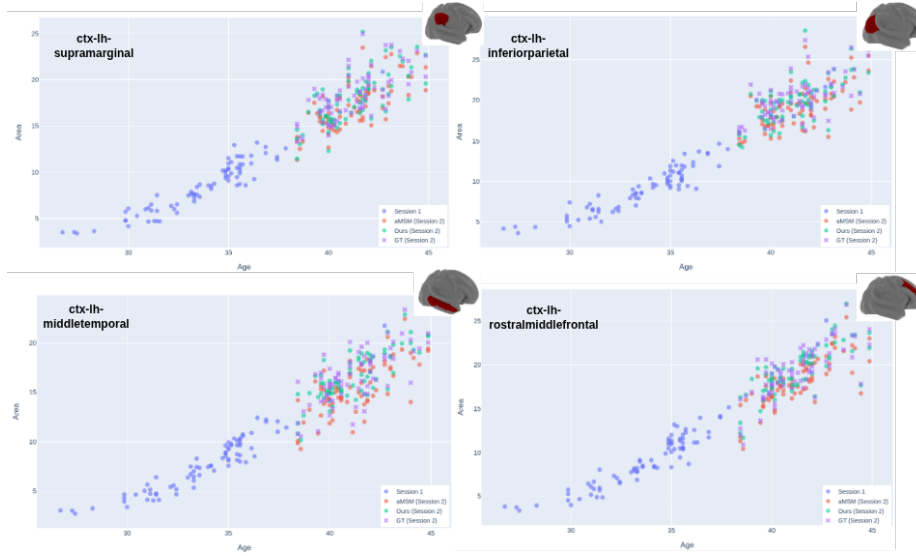 ctx-lh-
supramarginal
25
20
15
10
5
Area
30
35
40
45
Age
Session 1
aMSM (Session 2)
Ours (Session 2)
GT (Session 2)
ctx-lh-
inferiorparietal
25
20
15
10
5
Area
30
35
40
45
Age
Session 1
aMSM (Session 2)
Ours (Session 2)
GT (Session 2)
ctx-lh-
middletemporal
20
15
10
5
Area
30
35
40
45
Age
Session 1
aMSM (Session 2)
Ours (Session 2)
GT (Session 2)
ctx-lh-
rostralmiddlefrontal
25
20
15
10
5
Area
30
35
40
45
Age
Session 1
aMSM (Session 2)
Ours (Session 2)
GT (Session 2)